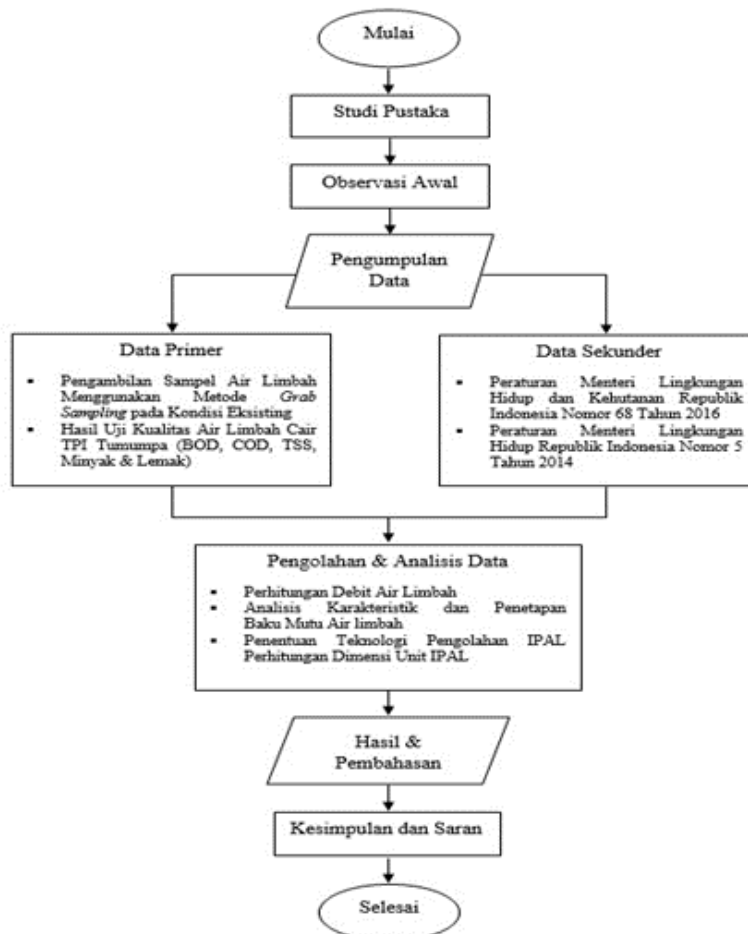 Mulai
Studi Pustaka
Observasi Awal
Pengumpulan
Data
Data Primer
▪ Pengambilan Sampel Air Limbah
Menggunakan Metode Grab
Sampling pada Kondisi Eksisting
▪ Hasil Uji Kualitas Air Limbah Cair
TPI Tumumpa (BOD, COD, TSS,
Minyak & Lemak)
Data Sekunder
▪ Peraturan Menteri Lingkungan
Hidup dan Kehutanan Republik
Indonesia Nomor 68 Tahun 2016
▪ Peraturan Menteri Lingkungan
Hidup Republik Indonesia Nomor 5
Tahun 2014
Pengolahan & Analisis Data
▪ Perhitungan Debit Air Limbah
▪ Analisis Karakteristik dan Penetapan
Baku Mutu Air limbah
▪ Penentuan Teknologi Pengolahan IPAL
Perhitungan Dimensi Unit IPAL
Hasil &
Pembahasan
Kesimpulan dan Saran
Selesai